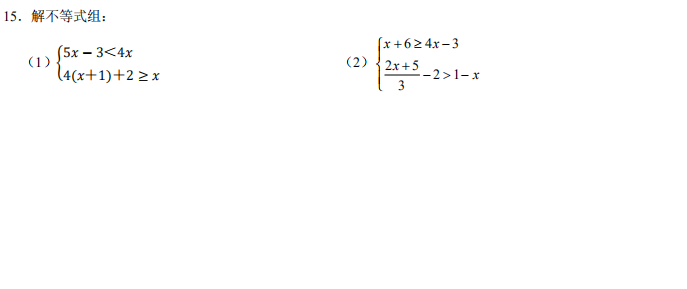 15．解不等式组：
（1）{5x − 3<4x
4(x+1)+2 ≥ x
（2）{x+6≥4x−3
(2x+5)/3−2>1−x